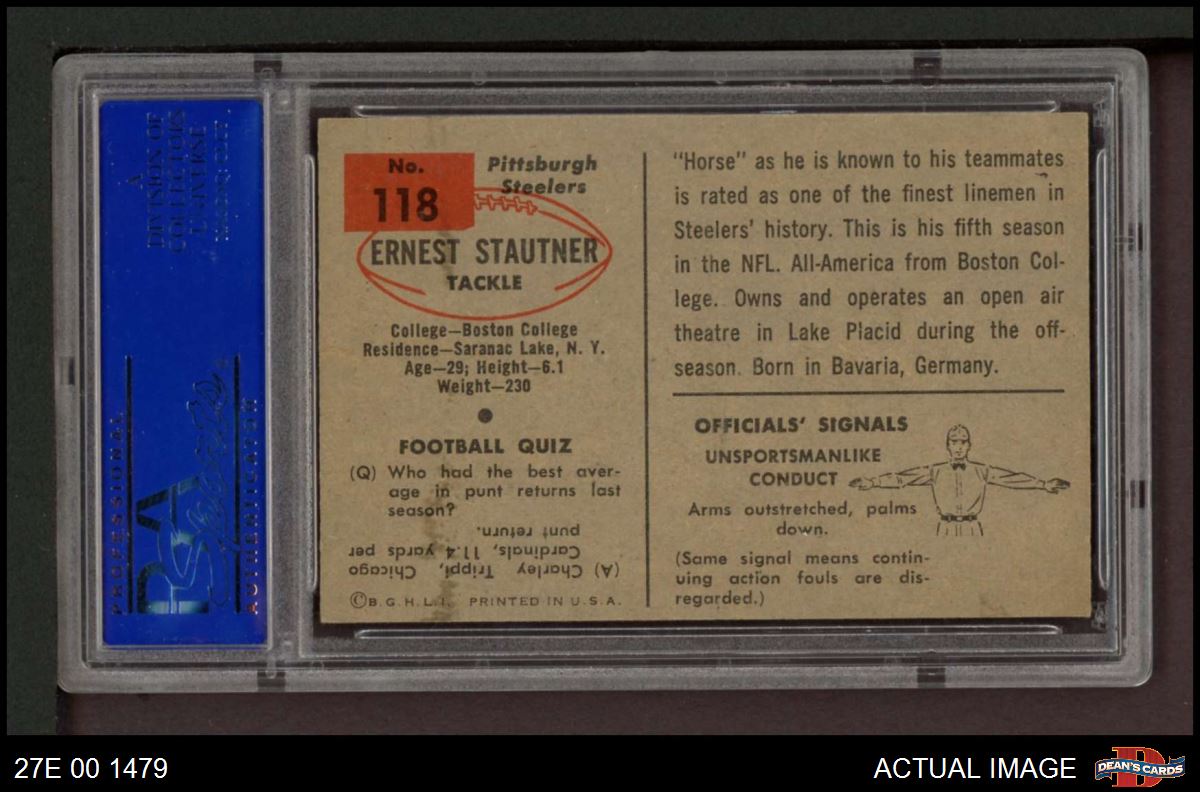 A
DIVISION OF
COLLECTORS
UNIVERSE
PROFESSIONAL
PSA
AUTHENTICATOR
No.
118
Pittsburgh
Steelers
ERNEST STAUTNER
TACKLE
College—Boston College
Residence—Saranac Lake, N. Y.
Age—29; Height—6.1
Weight—230
FOOTBALL QUIZ
(Q) Who had the best aver-
age in punt returns last
season?
(A) Charley Trippi, Chicago
Cardinals, 11.4 yards per
punt return.
©B.G.H.L.I. PRINTED IN U.S.A.
"Horse" as he is known to his teammates
is rated as one of the finest linemen in
Steelers' history. This is his fifth season
in the NFL. All-America from Boston Col-
lege. Owns and operates an open air
theatre in Lake Placid during the off-
season. Born in Bavaria, Germany.
OFFICIALS' SIGNALS
UNSPORTSMANLIKE
CONDUCT
Arms outstretched, palms
down.
(Same signal means contin-
uing action fouls are dis-
regarded.)
27E 00 1479
ACTUAL IMAGE
DEAN'S CARDS